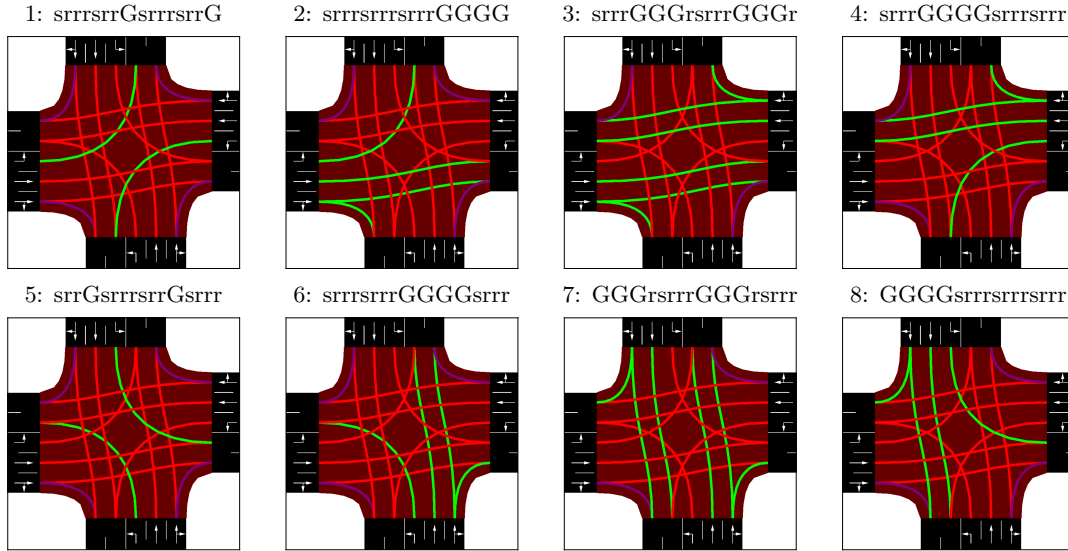 1: srrrsrrGsrrrsrrG
2: srrrsrrrsrrrGGGG
3: srrrGGGrsrrrGGGr
4: srrrGGGGsrrrsrrr
5: srrGsrrrsrrGsrrr
6: srrrsrrrGGGGsrrr
7: GGGrsrrrGGGrsrrr
8: GGGGsrrrsrrrsrrr